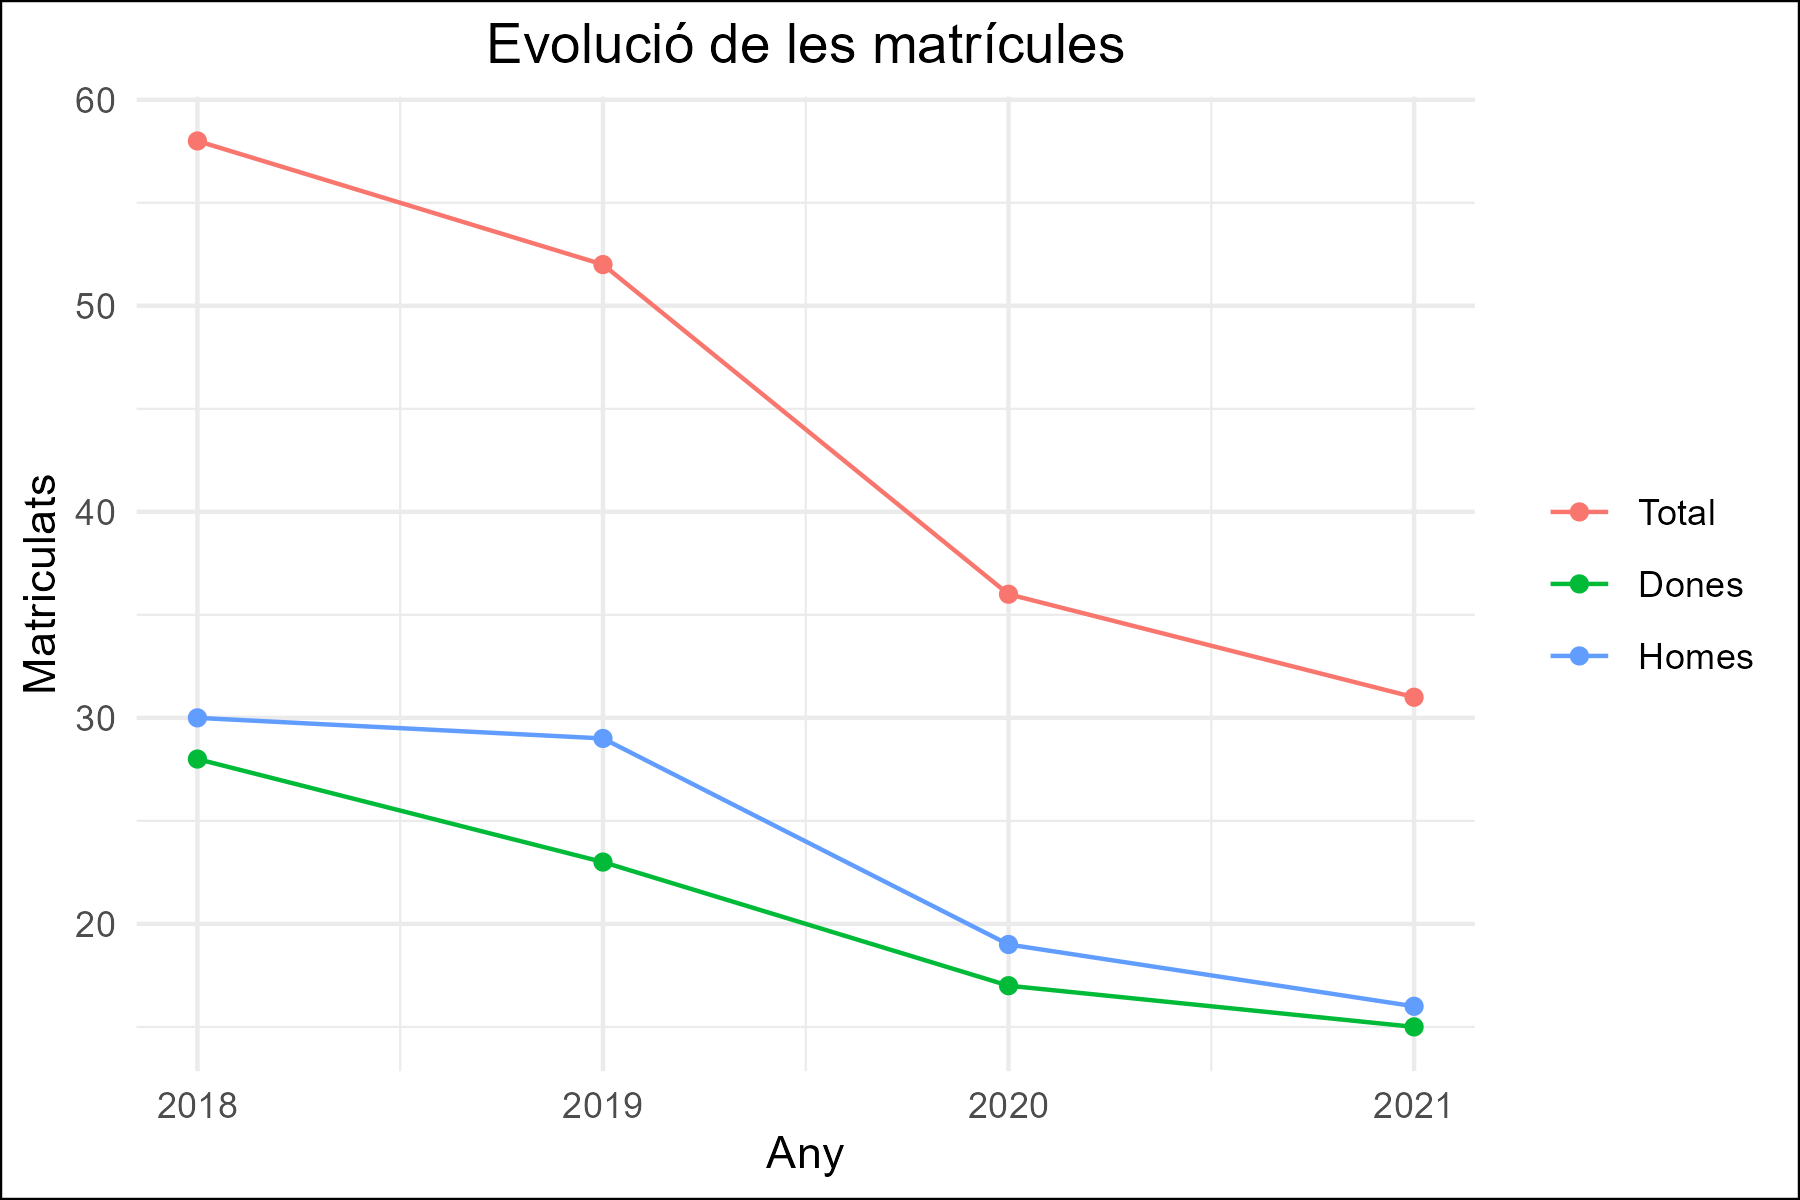 Evolució de les matrícules
60
50
40
30
20
Matriculats
2018 2019 2020 2021
Any
Total
Dones
Homes